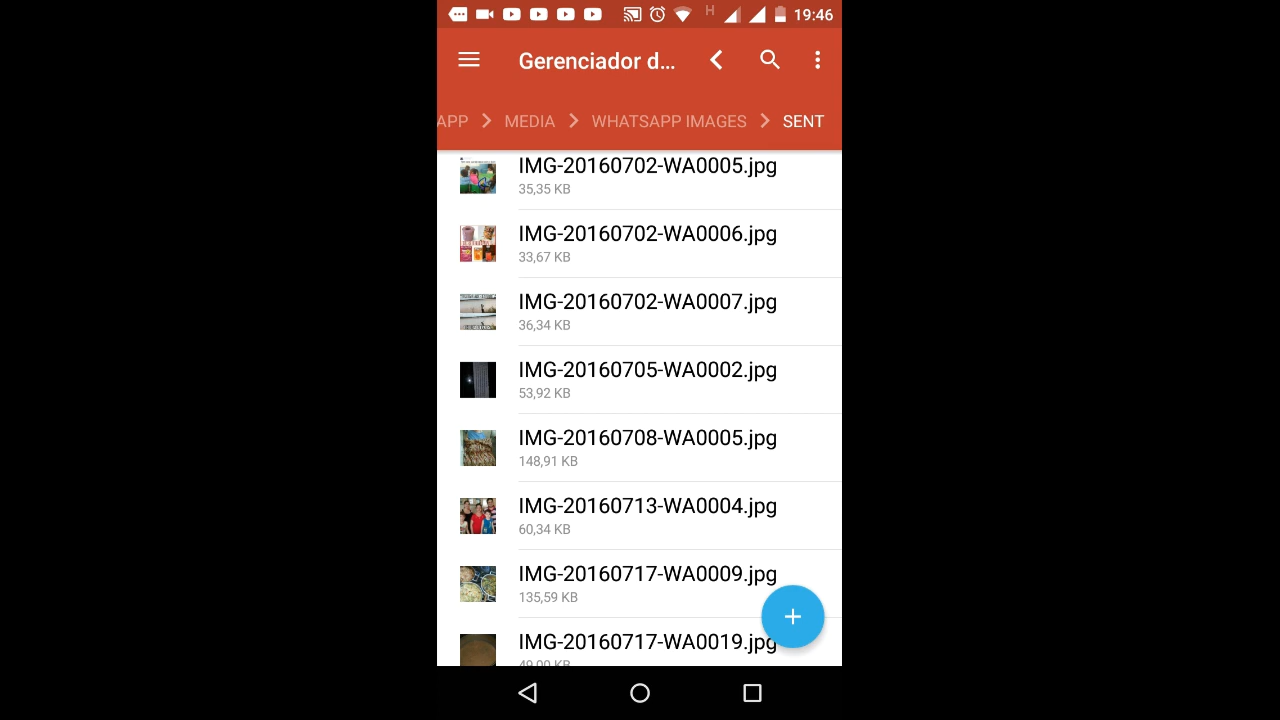 H 19:46
Gerenciador d...
APP MEDIA WHATSAPP IMAGES SENT
IMG-20160702-WA0005.jpg
35,35 KB
IMG-20160702-WA0006.jpg
33,67 KB
IMG-20160702-WA0007.jpg
36,34 KB
IMG-20160705-WA0002.jpg
53,92 KB
IMG-20160708-WA0005.jpg
148,91 KB
IMG-20160713-WA0004.jpg
60,34 KB
IMG-20160717-WA0009.jpg
135,59 KB
IMG-20160717-WA0019.jpg
49,00 KB